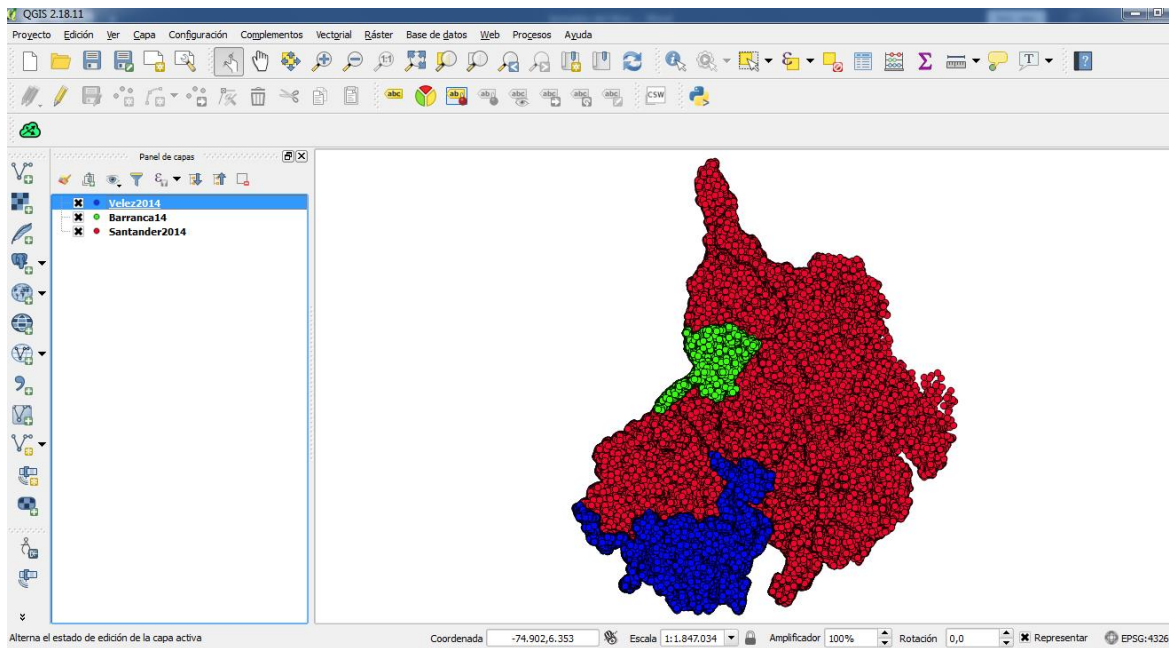 QGIS 2.18.11
Proyecto Edición Ver Capa Configuración Complementos Vectorial Ráster Base de datos Web Procesos Ayuda
abc
CSW
Panel de capas
Velez2014
Barranca14
Santander2014
Alterna el estado de edición de la capa activa
Coordenada -74.902,6.353 Escala 1:1.847.034 Amplificador 100% Rotación 0,0 Representar EPSG:4326